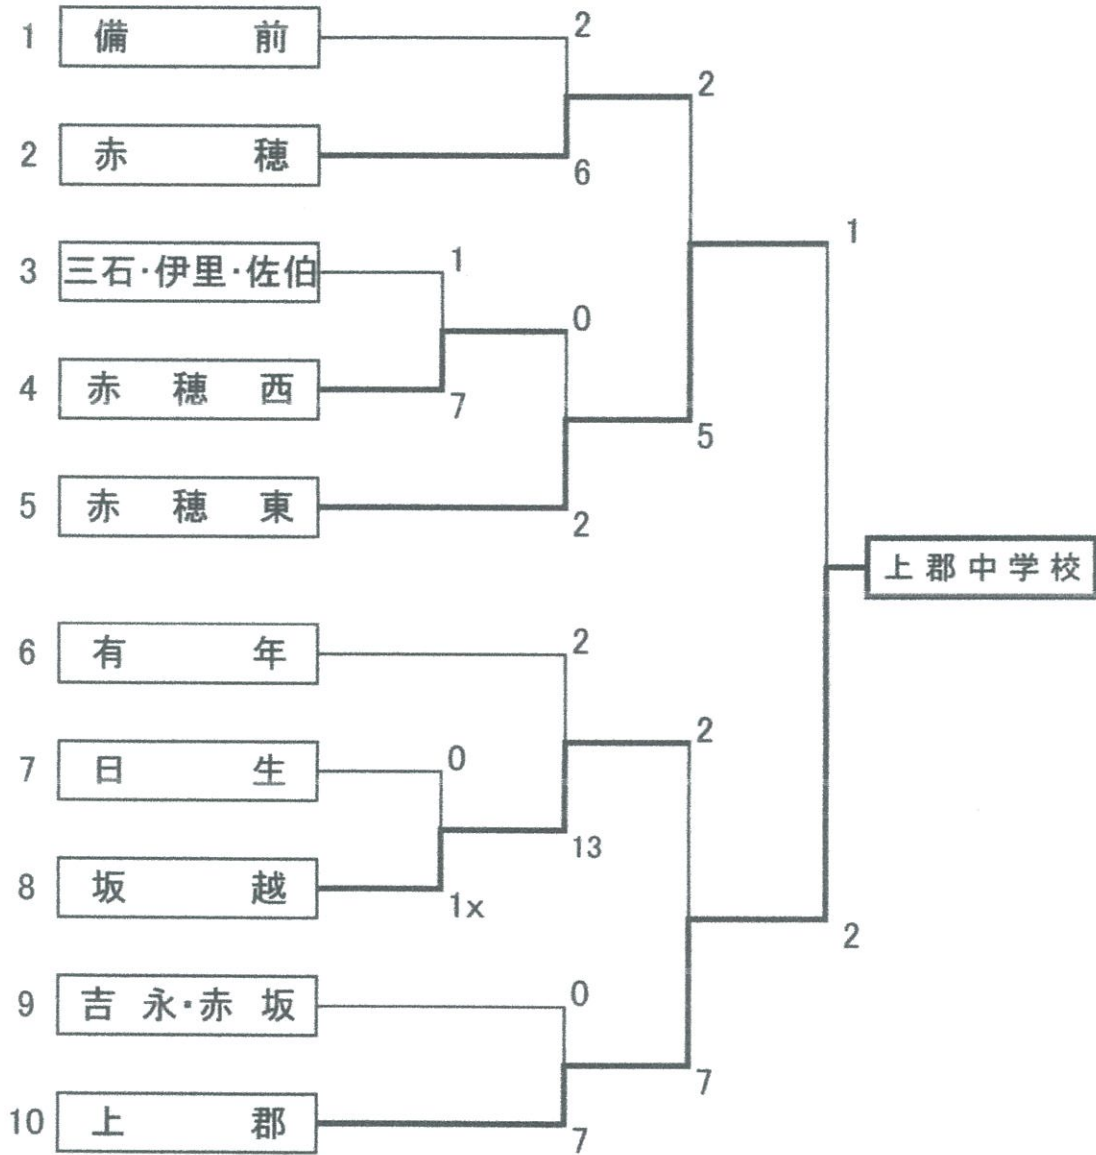 1 備前 2
2
2 赤穂 6
3 三石・伊里・佐伯 1
1
0
4 赤穂西 7
5
5 赤穂東 2
上郡中学校
6 有年 2
2
7 日生 0
13
8 坂越 1x
2
9 吉永・赤坂 0
7
10 上郡 7